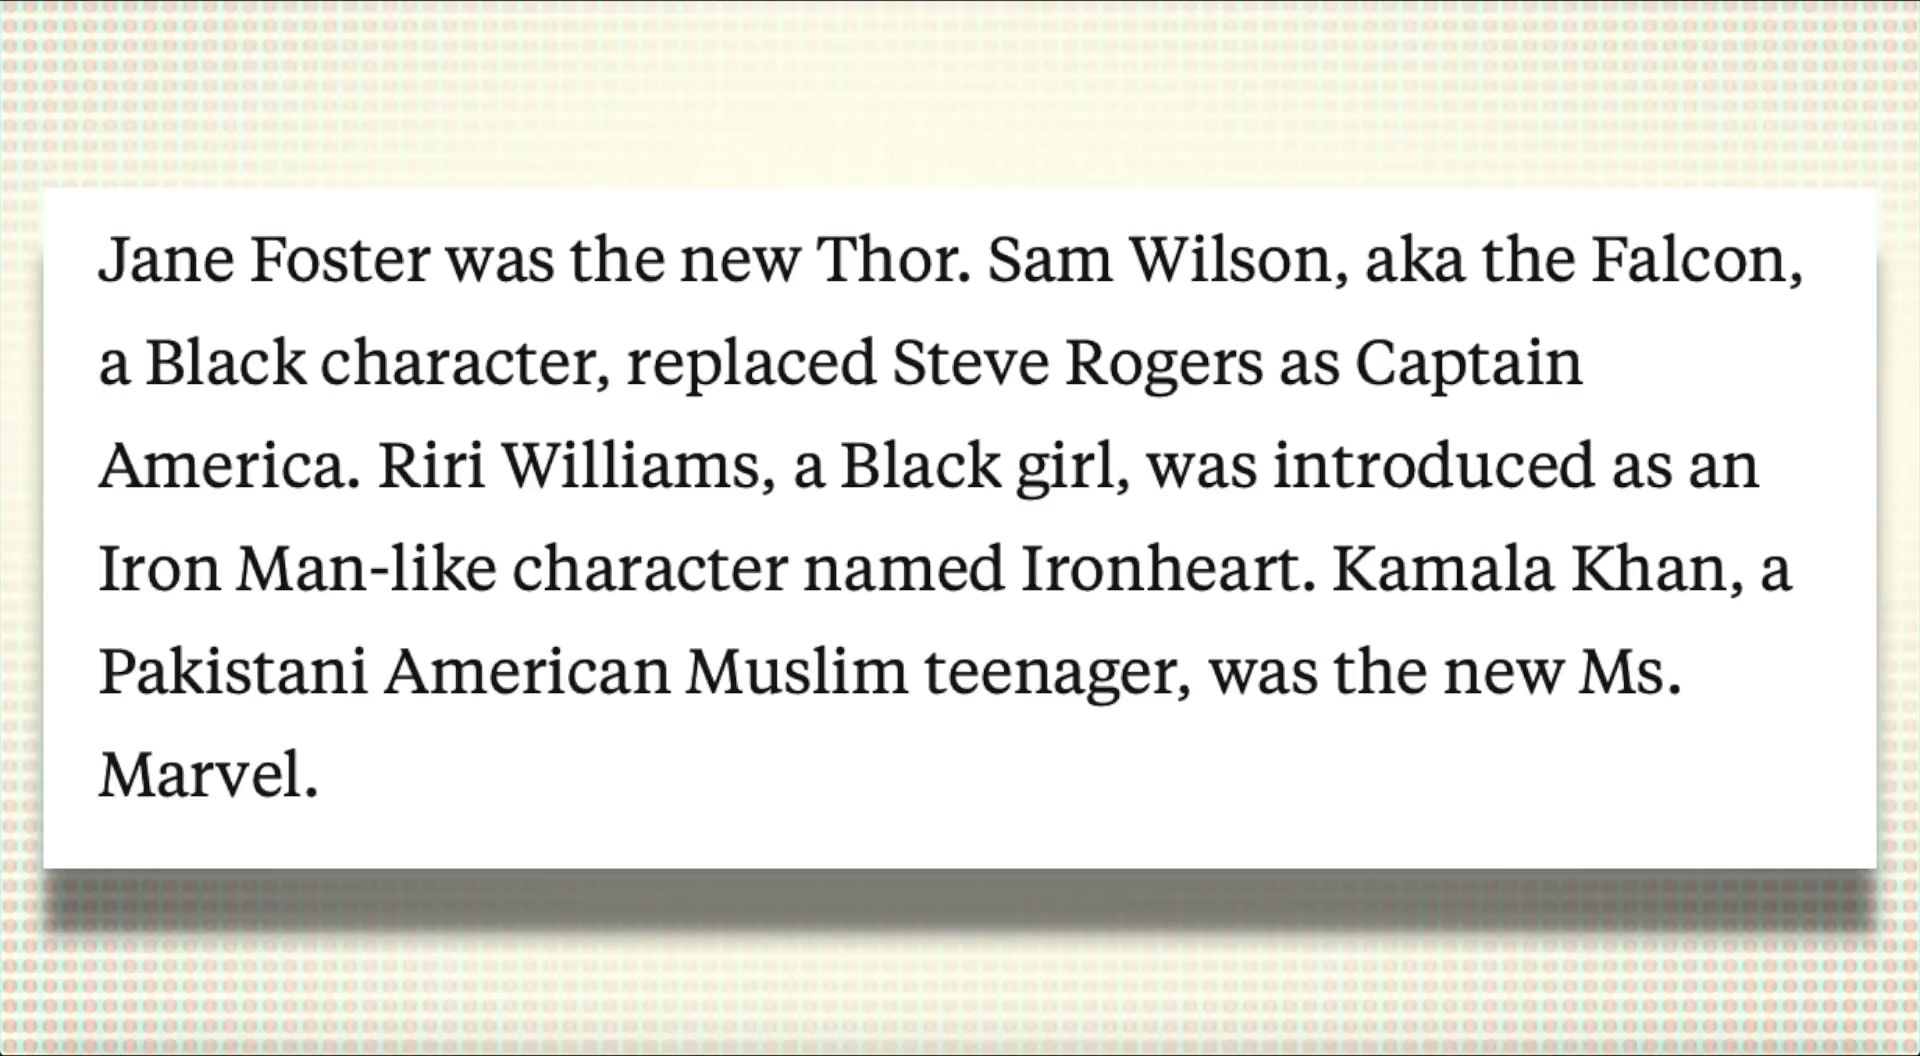 Jane Foster was the new Thor. Sam Wilson, aka the Falcon,
a Black character, replaced Steve Rogers as Captain
America. Riri Williams, a Black girl, was introduced as an
Iron Man-like character named Ironheart. Kamala Khan, a
Pakistani American Muslim teenager, was the new Ms.
Marvel.